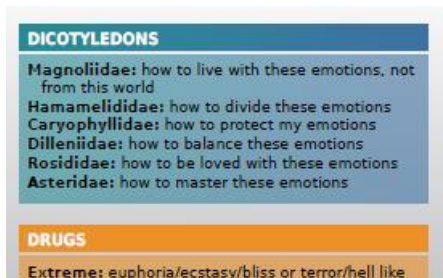 DICOTYLEDONS
Magnoliidae: how to live with these emotions, not
from this world
Hamamelididae: how to divide these emotions
Caryophyllidae: how to protect my emotions
Dilleniidae: how to balance these emotions
Rosididae: how to be loved with these emotions
Asteridae: how to master these emotions
DRUGS
Extreme: euphoria/ecstasy/bliss or terror/hell like